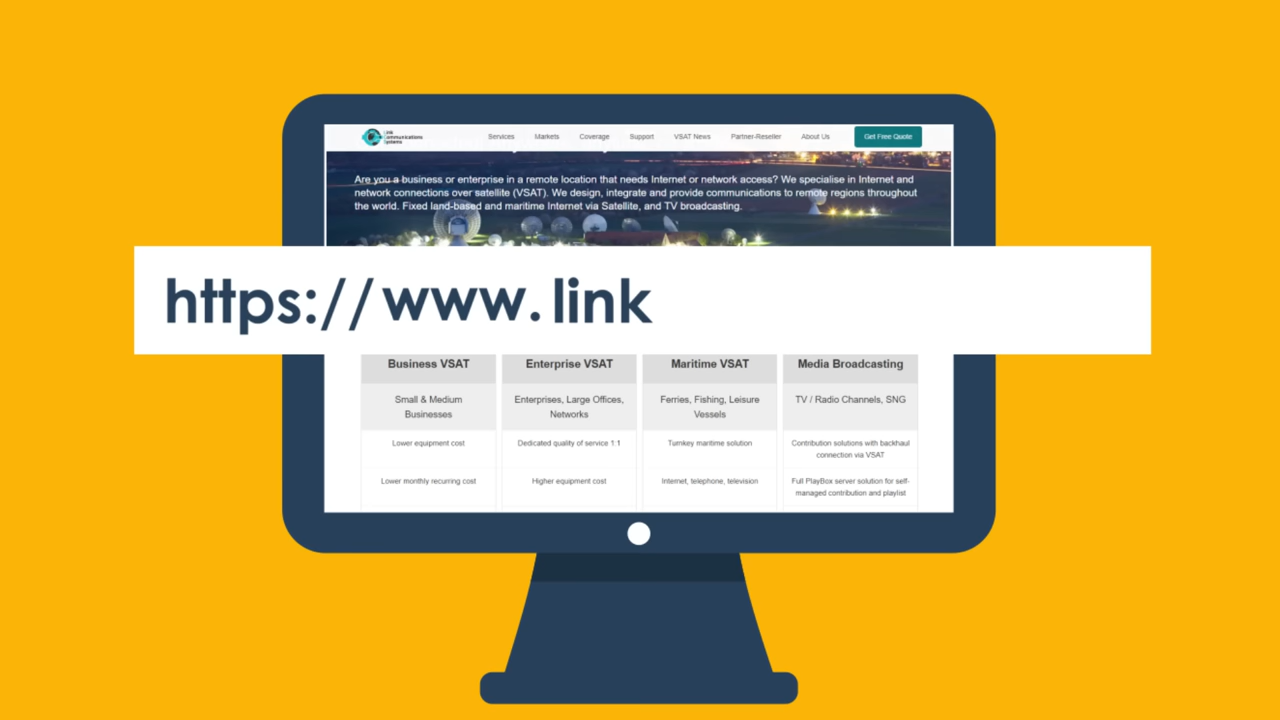 Link
Communications
Systems
Services Markets Coverage Support VSAT News Partner-Reseller About Us Get Free Quote
Are you a business or enterprise in a remote location that needs Internet or network access? We specialise in Internet and
network connections over satellite (VSAT). We design, integrate and provide communications to remote regions throughout
the world. Fixed land-based and maritime Internet via Satellite, and TV broadcasting.
https://www.link
Business VSAT Enterprise VSAT Maritime VSAT Media Broadcasting
Small & Medium Enterprises, Large Offices, Ferries, Fishing, Leisure TV / Radio Channels, SNG
Businesses Networks Vessels
Lower equipment cost Dedicated quality of service 1:1 Turnkey maritime solution Contribution solutions with backhaul
connection via VSAT
Lower monthly recurring cost Higher equipment cost Internet, telephone, television Full PlayBox server solution for self-
managed contribution and playlist